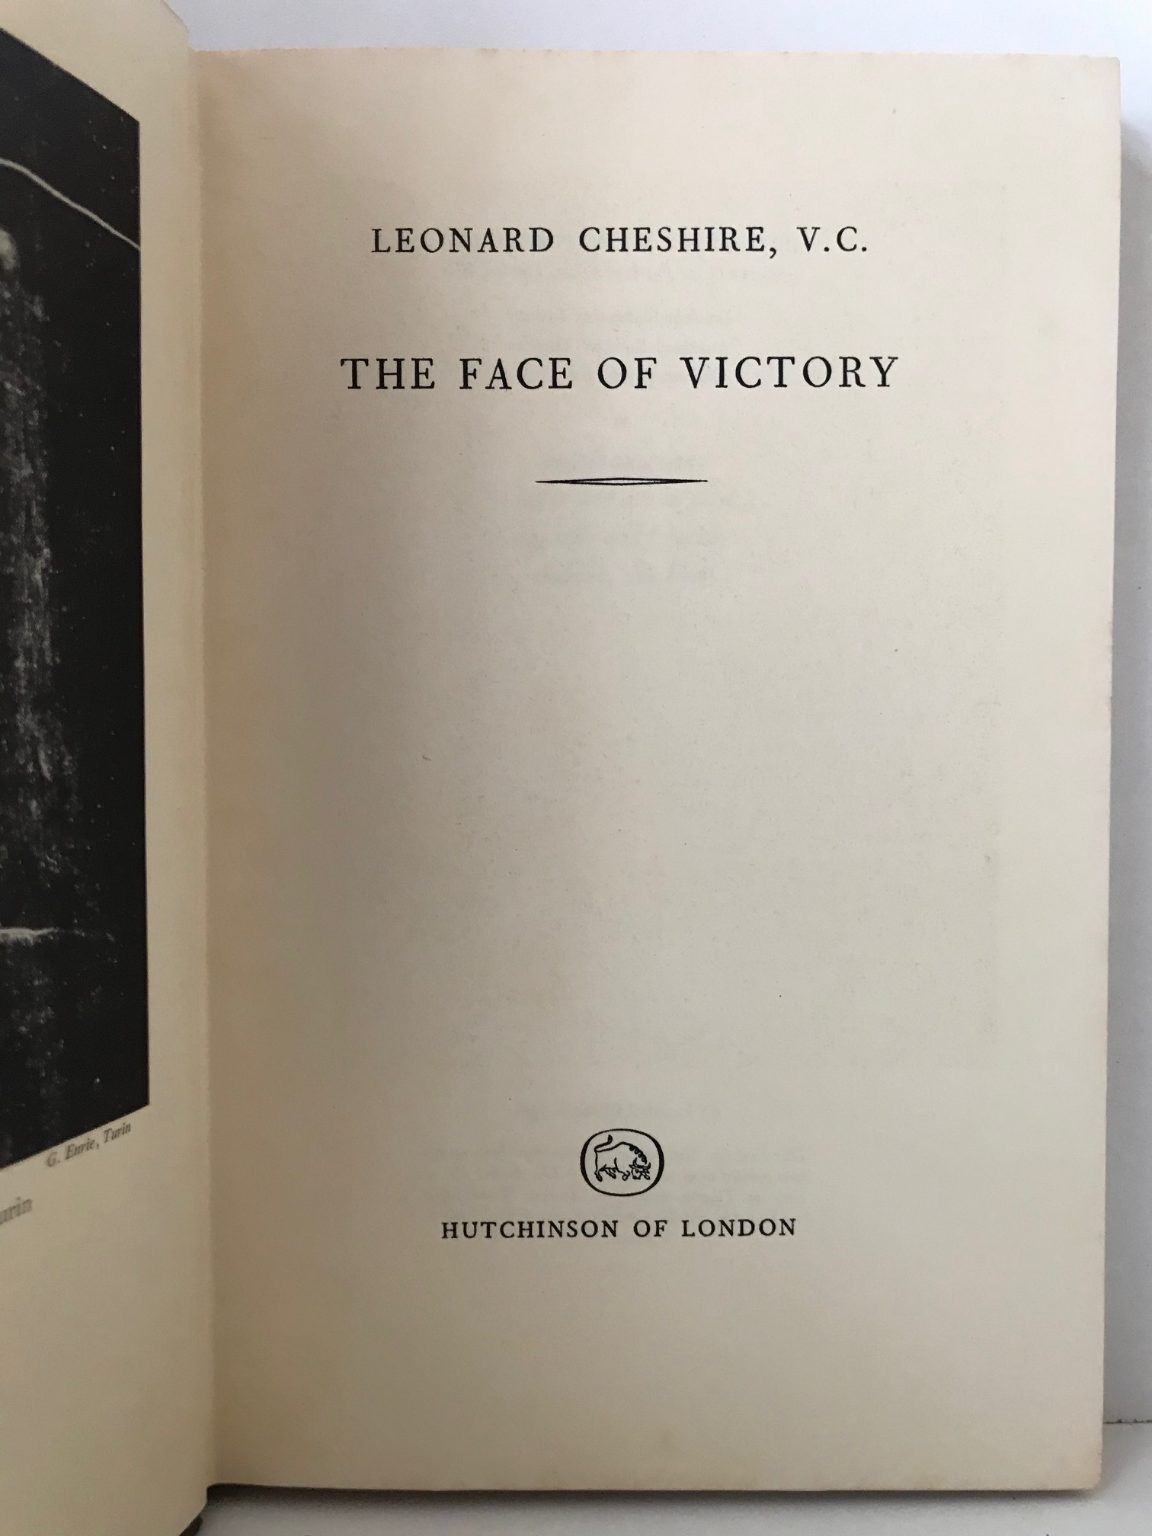 G. Enrie, Turin
LEONARD CHESHIRE, V.C.
THE FACE OF VICTORY
HUTCHINSON OF LONDON